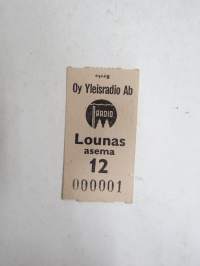 Oy Yleisradio Ab
RADIO
Lounas
asema
12
000001